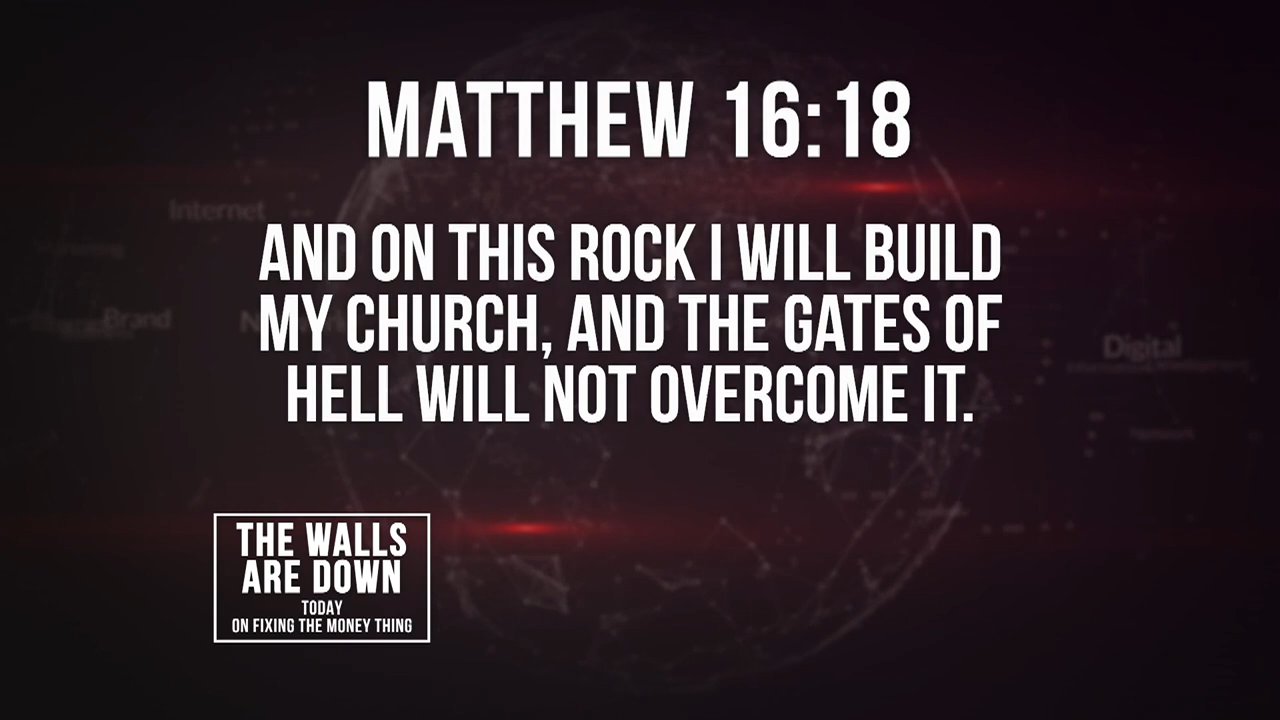 MATTHEW 16:18
Internet
AND ON THIS ROCK I WILL BUILD
MY CHURCH, AND THE GATES OF
HELL WILL NOT OVERCOME IT.
Brand
Digital
Network
THE WALLS
ARE DOWN
TODAY
ON FIXING THE MONEY THING